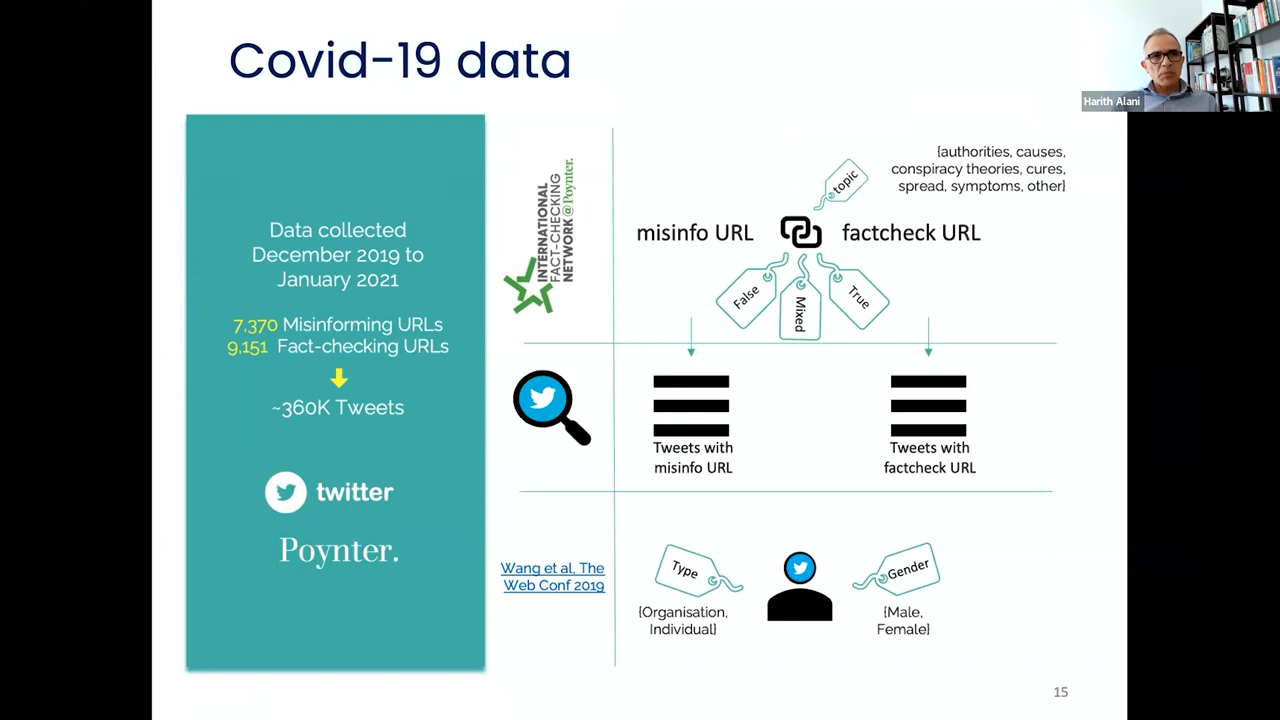 Covid-19 data
Harith Alani
Data collected
December 2019 to
January 2021
7,370 Misinforming URLs
9,151 Fact-checking URLs
~360K Tweets
twitter
Poynter.
INTERNATIONAL
FACT-CHECKING
NETWORK@Poynter.
{authorities, causes,
conspiracy theories, cures,
spread, symptoms, other}
topic
misinfo URL
factcheck URL
False
Mixed
True
Tweets with
misinfo URL
Tweets with
factcheck URL
Wang et al, The
Web Conf 2019
Type
{Organisation,
Individual}
Gender
{Male,
Female}
15